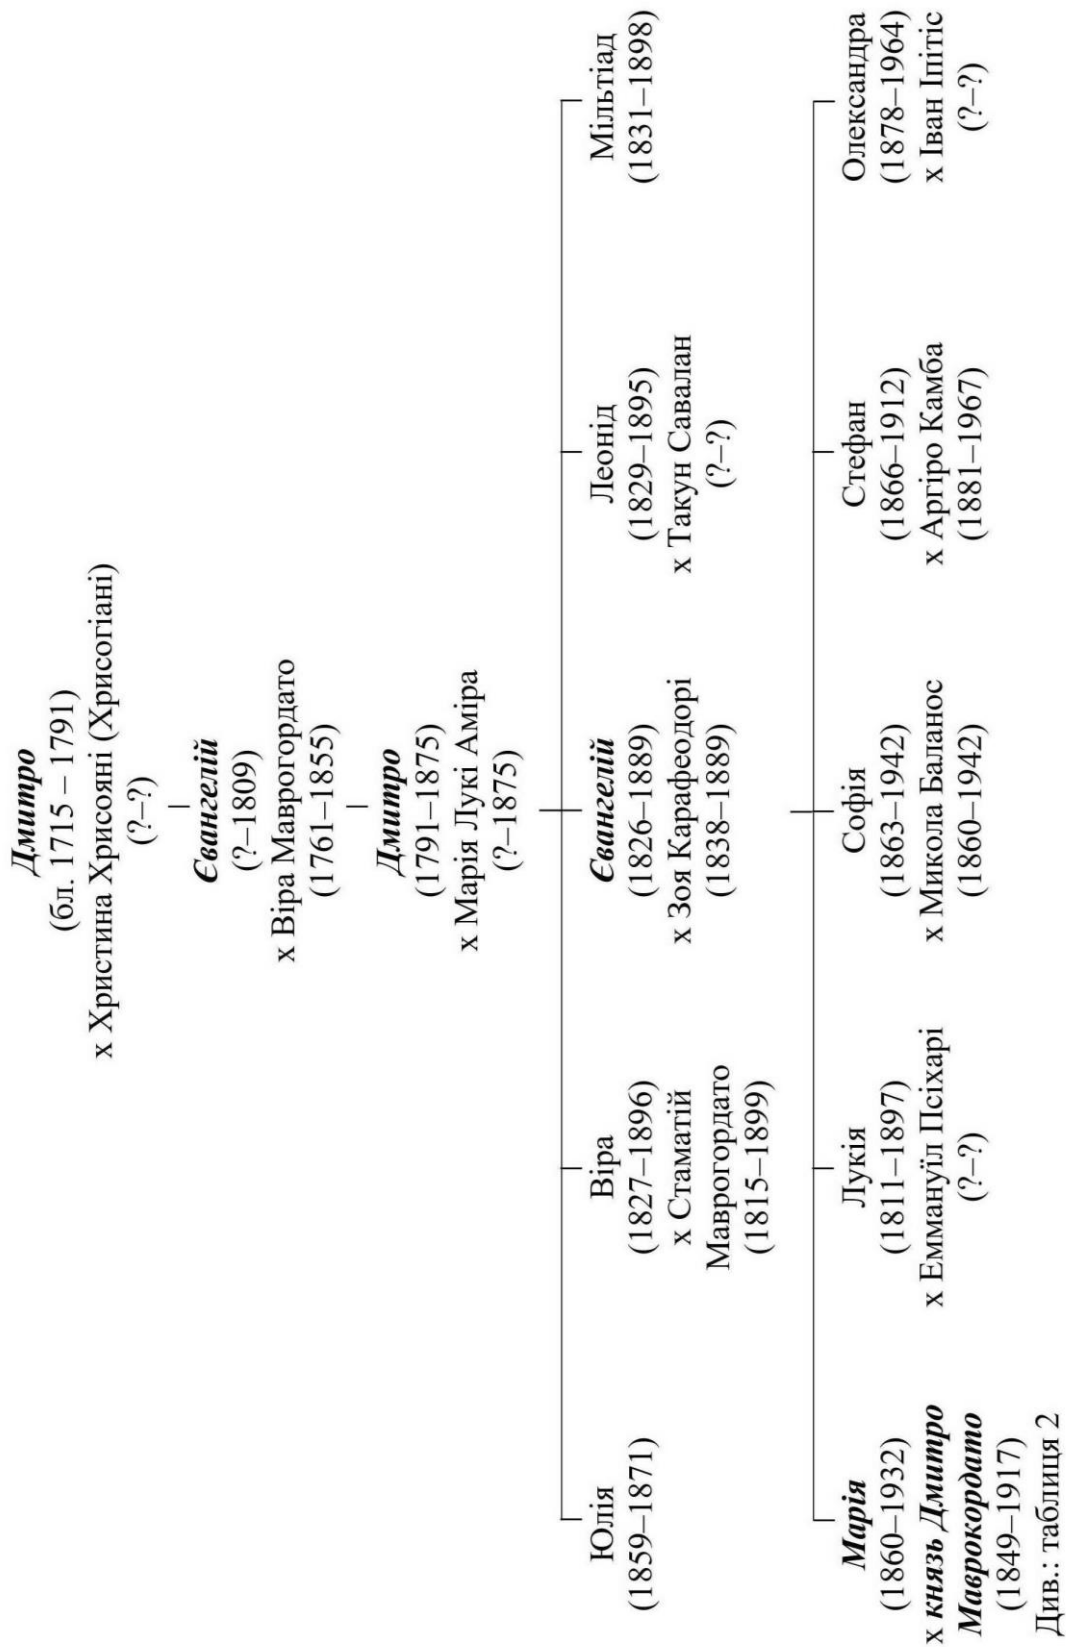 Дмитро
(бл. 1715 – 1791)
х Христина Хрисояні (Хрисогіані)
(?–?)
Євангелій
(?–1809)
х Віра Маврогордато
(1761–1855)
Дмитро
(1791–1875)
х Марія Лукі Аміра
(?–1875)
Юлія
(1859–1871)
Віра
(1827–1896)
х Стаматій
Маврогордато
(1815–1899)
Євангелій
(1826–1889)
х Зоя Карафеодорі
(1838–1889)
Леонід
(1829–1895)
х Такун Савалан
(?–?)
Мільтіад
(1831–1898)
Марія
(1860–1932)
х князь Дмитро
Маврокордато
(1849–1917)
Див.: таблиця 2
Лукія
(1811–1897)
х Еммануїл Псіхарі
(?–?)
Софія
(1863–1942)
х Микола Баланос
(1860–1942)
Стефан
(1866–1912)
х Аргіро Камба
(1881–1967)
Олександра
(1878–1964)
х Іван Іпітіс
(?–?)